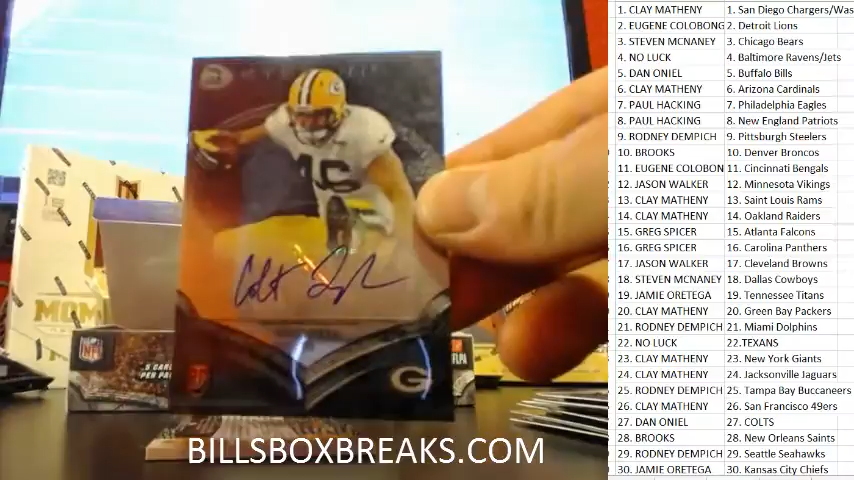 1. CLAY MATHENY 1. San Diego Chargers/Was
2. EUGENE COLOBONG 2. Detroit Lions
3. STEVEN MCNANEY 3. Chicago Bears
4. NO LUCK 4. Baltimore Ravens/Jets
5. DAN ONIEL 5. Buffalo Bills
6. CLAY MATHENY 6. Arizona Cardinals
7. PAUL HACKING 7. Philadelphia Eagles
8. PAUL HACKING 8. New England Patriots
9. RODNEY DEMPICH 9. Pittsburgh Steelers
10. BROOKS 10. Denver Broncos
11. EUGENE COLOBON 11. Cincinnati Bengals
12. JASON WALKER 12. Minnesota Vikings
13. CLAY MATHENY 13. Saint Louis Rams
14. CLAY MATHENY 14. Oakland Raiders
15. GREG SPICER 15. Atlanta Falcons
16. GREG SPICER 16. Carolina Panthers
17. JASON WALKER 17. Cleveland Browns
18. STEVEN MCNANEY 18. Dallas Cowboys
19. JAMIE ORETEGA 19. Tennessee Titans
20. CLAY MATHENY 20. Green Bay Packers
21. RODNEY DEMPICH 21. Miami Dolphins
22. NO LUCK 22.TEXANS
23. CLAY MATHENY 23. New York Giants
24. CLAY MATHENY 24. Jacksonville Jaguars
25. RODNEY DEMPICH 25. Tampa Bay Buccaneers
26. CLAY MATHENY 26. San Francisco 49ers
27. DAN ONIEL 27. COLTS
28. BROOKS 28. New Orleans Saints
29. RODNEY DEMPICH 29. Seattle Seahawks
30. JAMIE ORETEGA 30. Kansas City Chiefs
G
46
Colt
G
MOM
NFL
5 CAR
PER PA
NFLPA
BILLSBOXBREAKS.COM